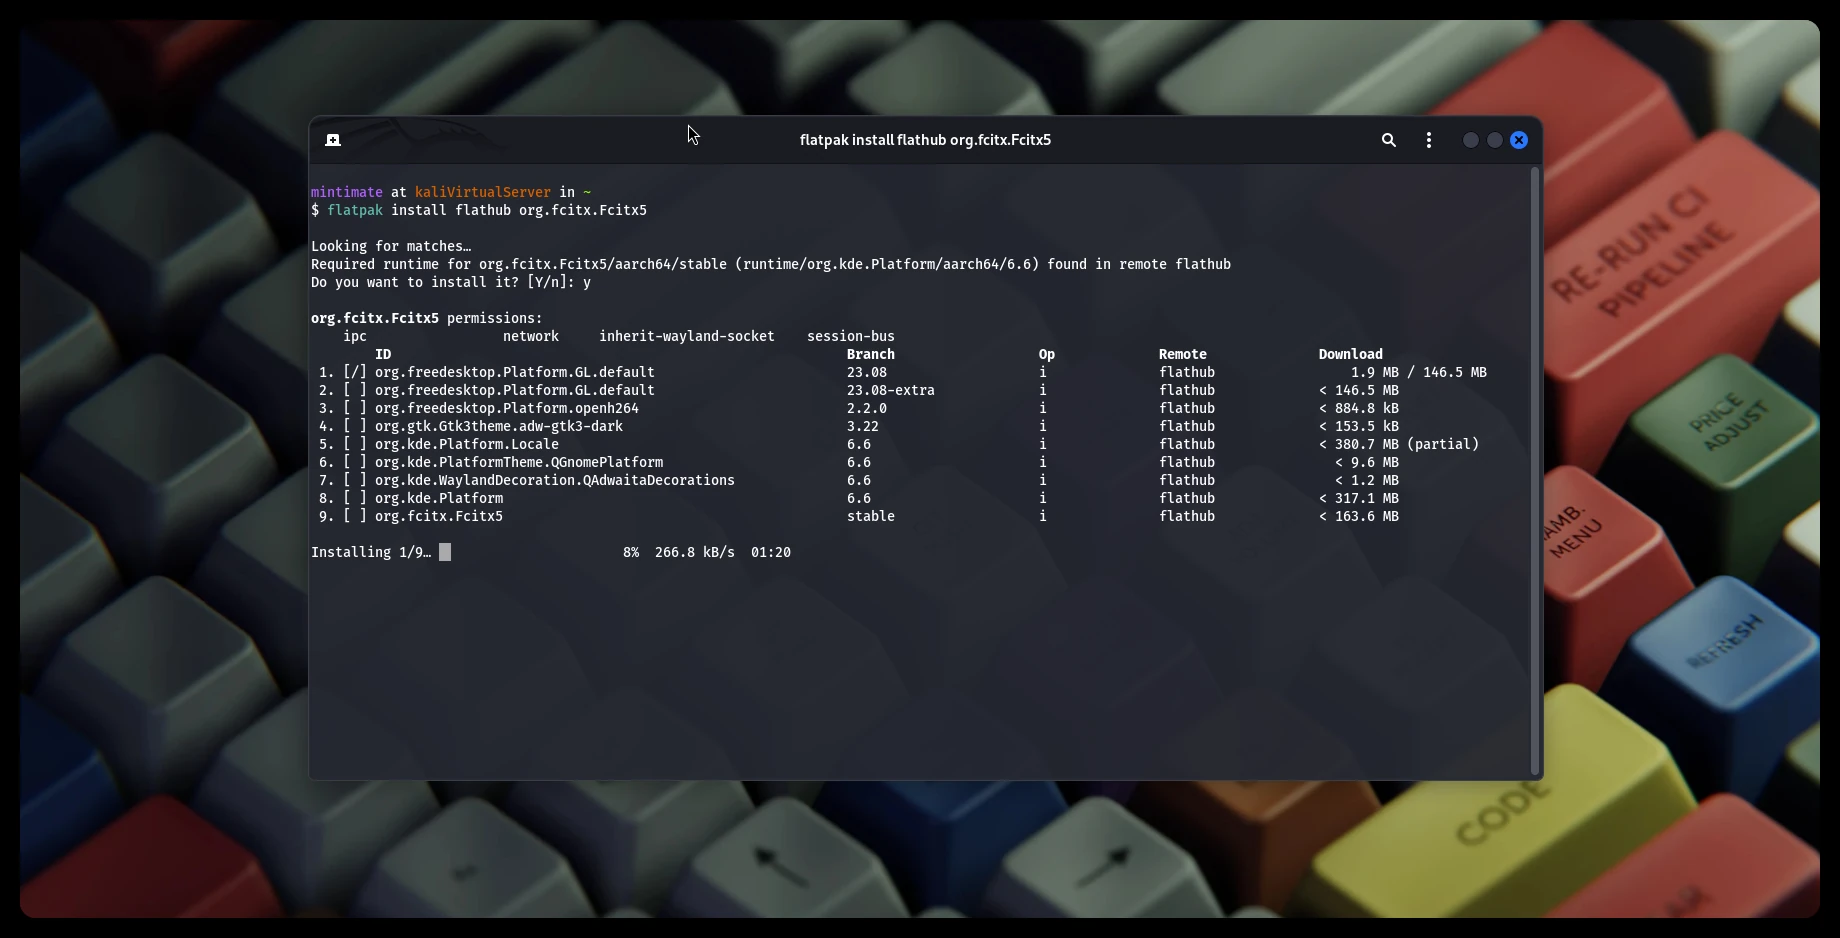 flatpak install flathub org.fcitx.Fcitx5
mintimate at kaliVirtualServer in ~
$ flatpak install flathub org.fcitx.Fcitx5
Looking for matches…
Required runtime for org.fcitx.Fcitx5/aarch64/stable (runtime/org.kde.Platform/aarch64/6.6) found in remote flathub
Do you want to install it? [Y/n]: y
org.fcitx.Fcitx5 permissions:
ipc network inherit-wayland-socket session-bus
ID Branch Op Remote Download
1. [/] org.freedesktop.Platform.GL.default 23.08 i flathub 1.9 MB / 146.5 MB
2. [ ] org.freedesktop.Platform.GL.default 23.08-extra i flathub < 146.5 MB
3. [ ] org.freedesktop.Platform.openh264 2.2.0 i flathub < 884.8 kB
4. [ ] org.gtk.Gtk3theme.adw-gtk3-dark 3.22 i flathub < 153.5 kB
5. [ ] org.kde.Platform.Locale 6.6 i flathub < 380.7 MB (partial)
6. [ ] org.kde.PlatformTheme.QGnomePlatform 6.6 i flathub < 9.6 MB
7. [ ] org.kde.WaylandDecoration.QAdwaitaDecorations 6.6 i flathub < 1.2 MB
8. [ ] org.kde.Platform 6.6 i flathub < 317.1 MB
9. [ ] org.fcitx.Fcitx5 stable i flathub < 163.6 MB
Installing 1/9… 8% 266.8 kB/s 01:20
RE-RUN CI
PIPELINE
PRICE
ADJUST
MENU
REFRESH
CODE